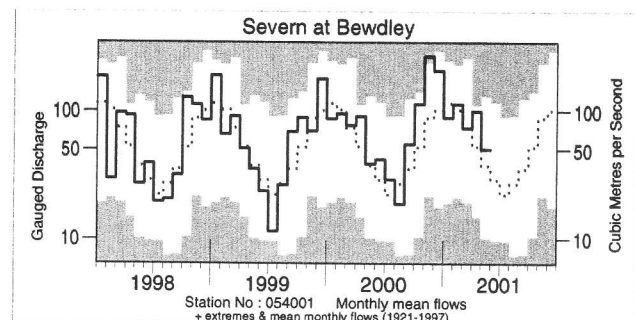 Severn at Bewdley
Gauged Discharge
100
50
10
100
50
10
Cubic Metres per Second
1998 1999 2000 2001
Station No : 054001 Monthly mean flows
+ extremes & mean monthly flows (1921-1997)